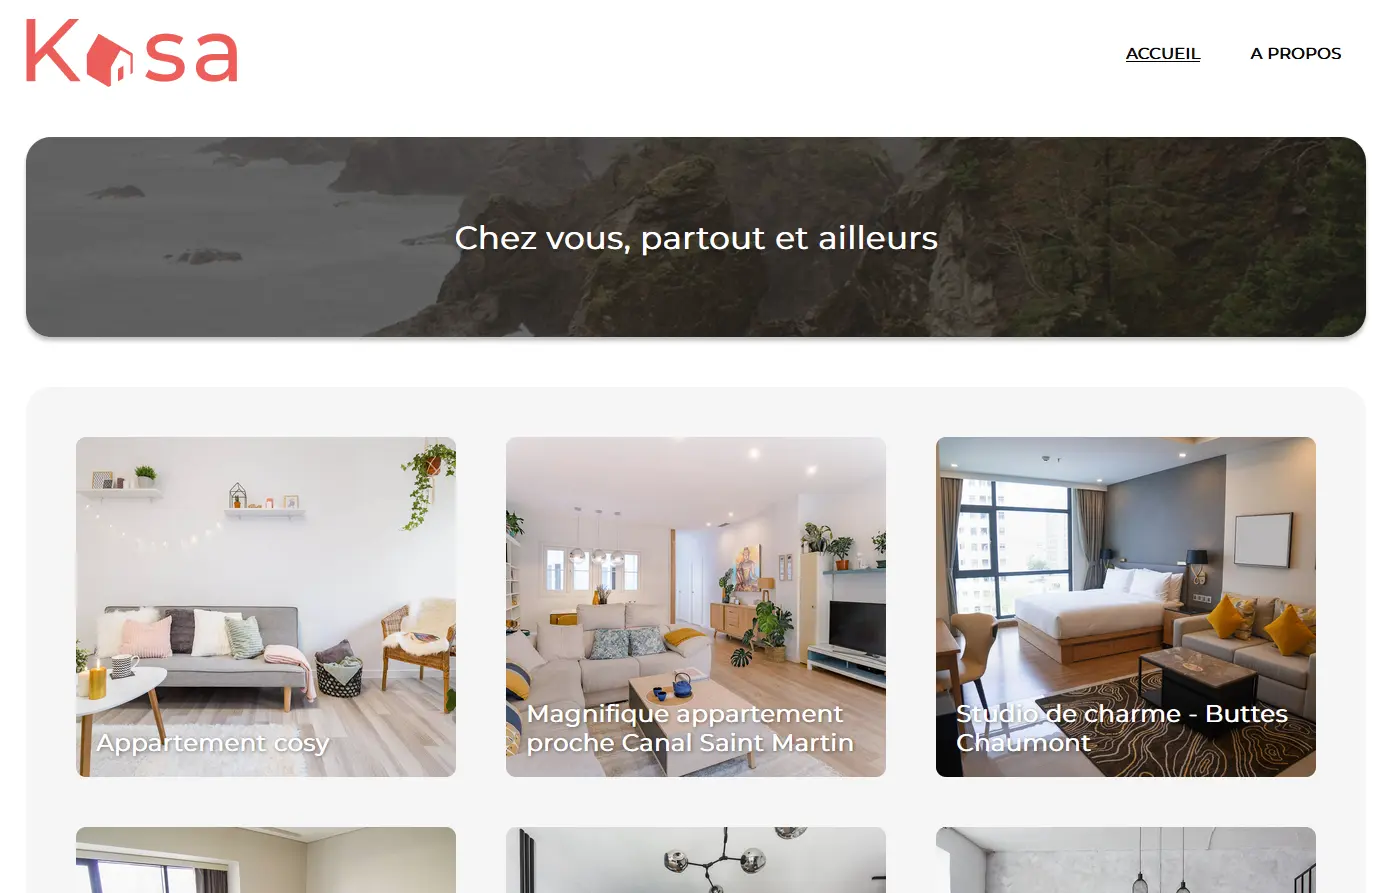 Kasa
ACCUEIL
A PROPOS
Chez vous, partout et ailleurs
Appartement cosy
Magnifique appartement
proche Canal Saint Martin
Studio de charme - Buttes
Chaumont